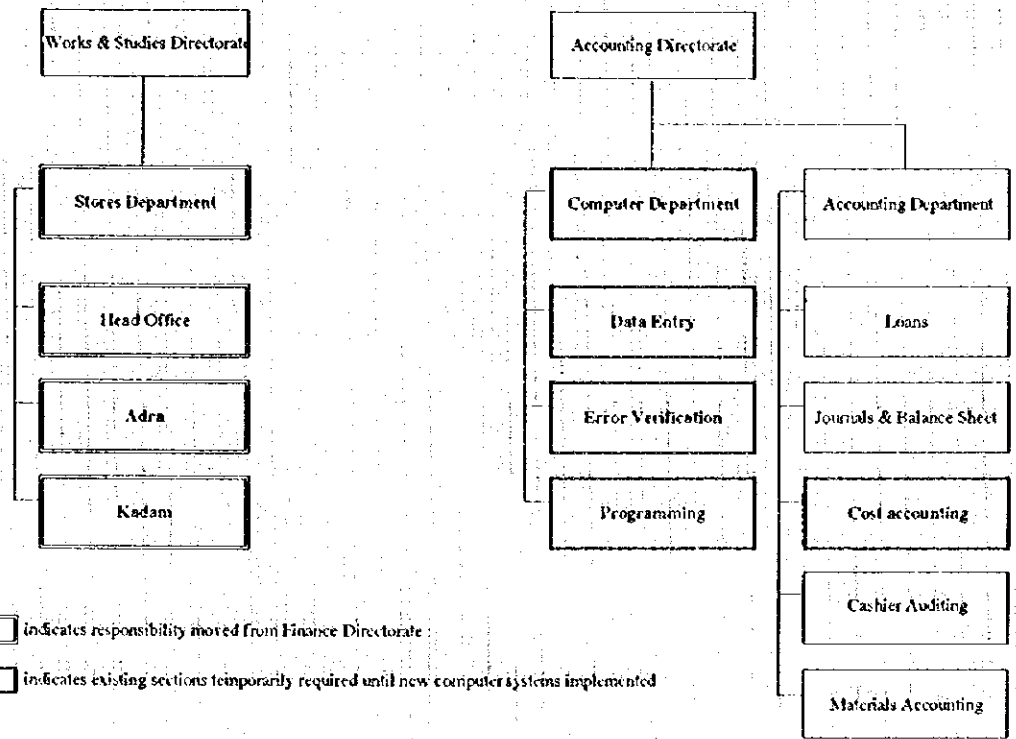 Works & Studies Directorate
Accounting Directorate
Stores Department
Computer Department
Accounting Department
Head Office
Data Entry
Loans
Adra
Error Verification
Journals & Balance Sheet
Kadam
Programming
Cost accounting
Cashier Auditing
indicates responsibility moved from Finance Directorate
indicates existing sections temporarily required until new computer systems implemented
Materials Accounting